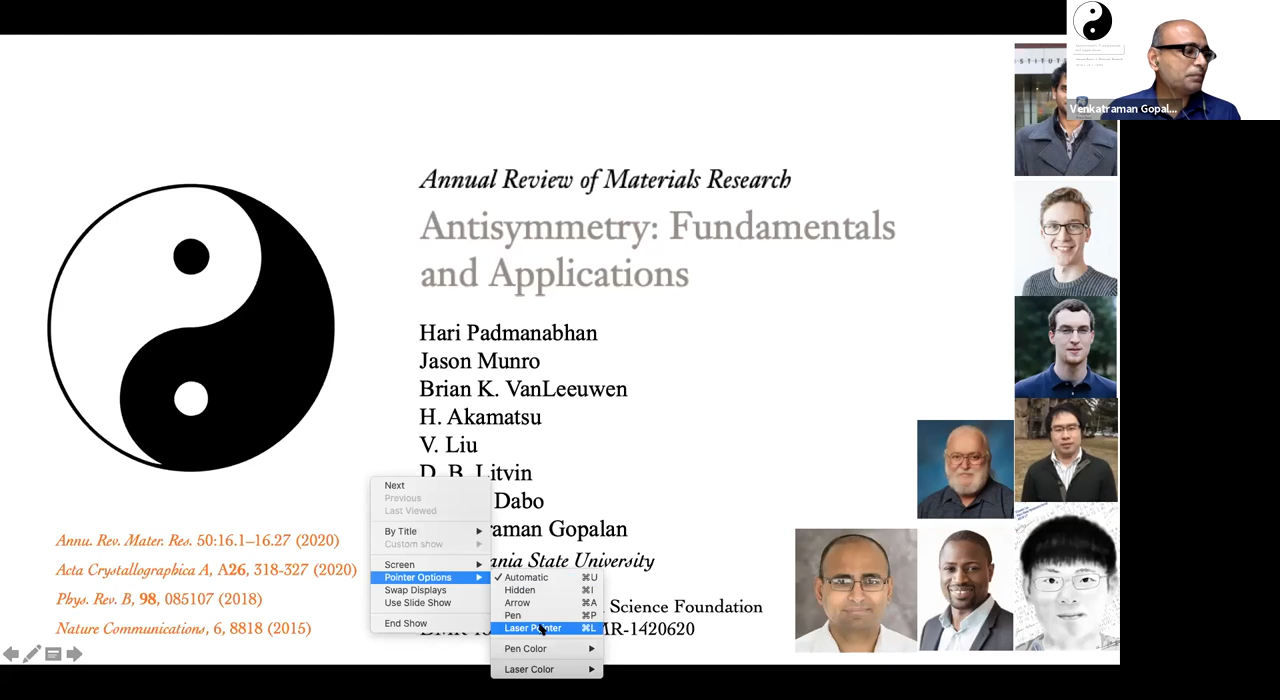 STITUT
Venkatraman Gopal...
Annual Review of Materials Research
Antisymmetry: Fundamentals
and Applications
Hari Padmanabhan
Jason Munro
Brian K. VanLeeuwen
H. Akamatsu
V. Liu
D. B. Litvin
Dabo
raman Gopalan
ania State University
Science Foundation
MR-1420620
Annu. Rev. Mater. Res. 50:16.1–16.27 (2020)
Acta Crystallographica A, A26, 318-327 (2020)
Phys. Rev. B, 98, 085107 (2018)
Nature Communications, 6, 8818 (2015)
Next
Previous
Last Viewed
By Title
Custom show
Screen
Pointer Options
Swap Displays
Use Slide Show
End Show
✓ Automatic ⌘U
Hidden ⌘I
Arrow ⌘A
Pen ⌘P
Laser Pointer ⌘L
Pen Color
Laser Color